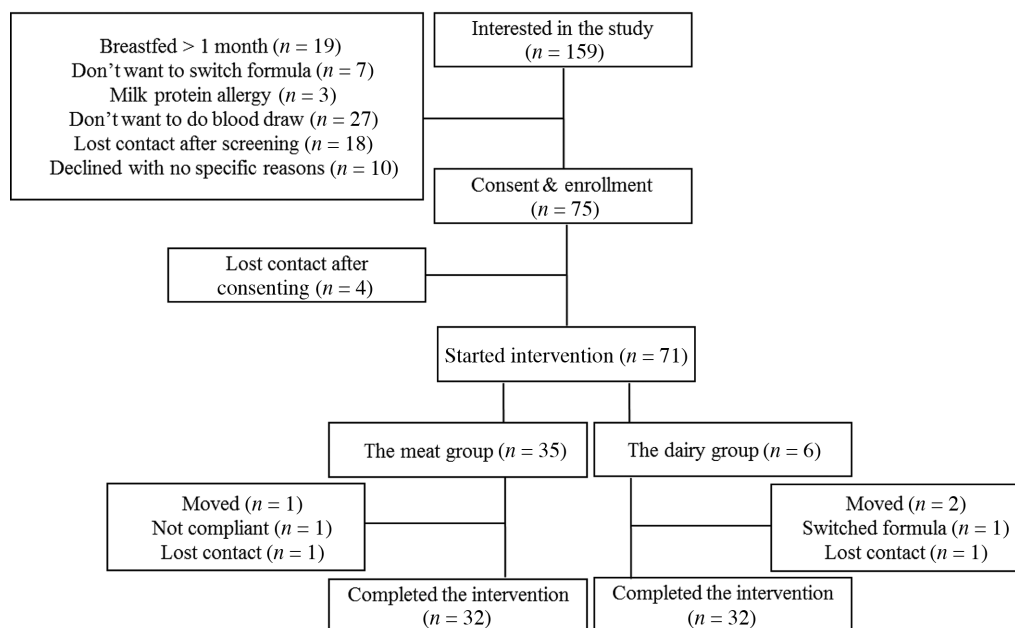 Interested in the study
(n = 159)
Breastfed > 1 month (n = 19)
Don’t want to switch formula (n = 7)
Milk protein allergy (n = 3)
Don’t want to do blood draw (n = 27)
Lost contact after screening (n = 18)
Declined with no specific reasons (n = 10)
Consent & enrollment
(n = 75)
Lost contact after
consenting (n = 4)
Started intervention (n = 71)
The meat group (n = 35)
The dairy group (n = 6)
Moved (n = 1)
Not compliant (n = 1)
Lost contact (n = 1)
Moved (n = 2)
Switched formula (n = 1)
Lost contact (n = 1)
Completed the intervention
(n = 32)
Completed the intervention
(n = 32)